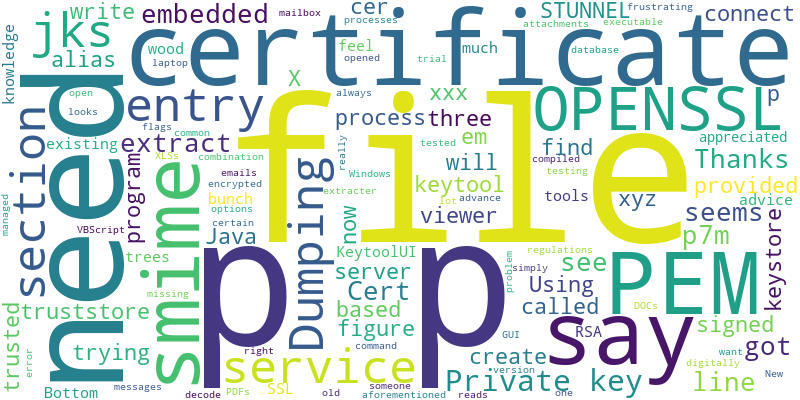 write embedded cer mailbox processes STUNNEL frustrating attachments executable connect
jks wood feel opened much database
knowledge alias laptop certificate
open looks X p
need section entry file OPENSSL
always xxx
existing extract flags common process three em find appreciated
trial really tested compiled Thanks
XLSs combination Windows will
smime program emails encrypted Dumping keytool testing tools provided
bunch options extracter lot advance xyz
managed VBScript certain now viewer seems keystore
Java KeytoolUI regulations p7m advice
trees server see PEM
truststore missing pp problem simply Using DOCs
Cert called signed
trusted trying service based GUI RSA digitally
figure create say got
error Bottom right command want
messages SSL version Private key line
decode PDFs old someone aforementioned reads one New